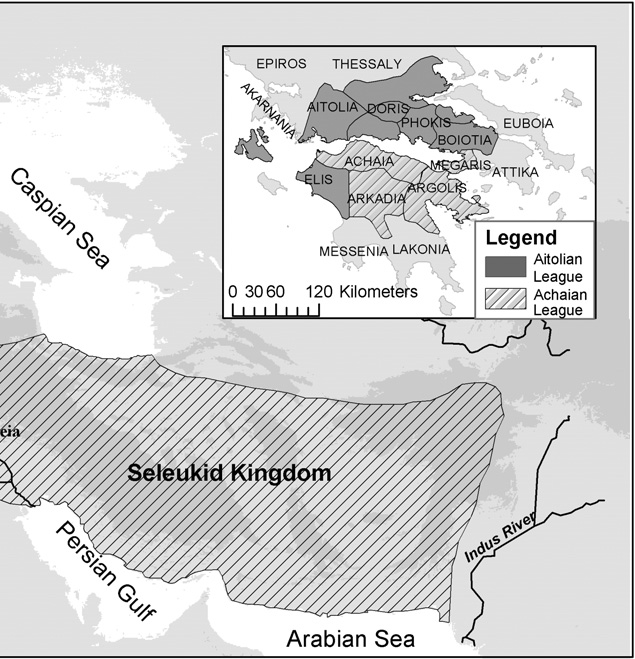 EPIROS THESSALY
AKARNANIA
AITOLIA
DORIS
PHOKIS
EUBOIA
BOIOTIA
ACHAIA
MEGARIS
ATTIKA
ELIS
ARGOLIS
ARKADIA
MESSENIA LAKONIA
Legend
Aitolian
League
Achaian
League
0 30 60 120 Kilometers
Caspian Sea
eia
Seleukid Kingdom
Indus River
Persian Gulf
Arabian Sea